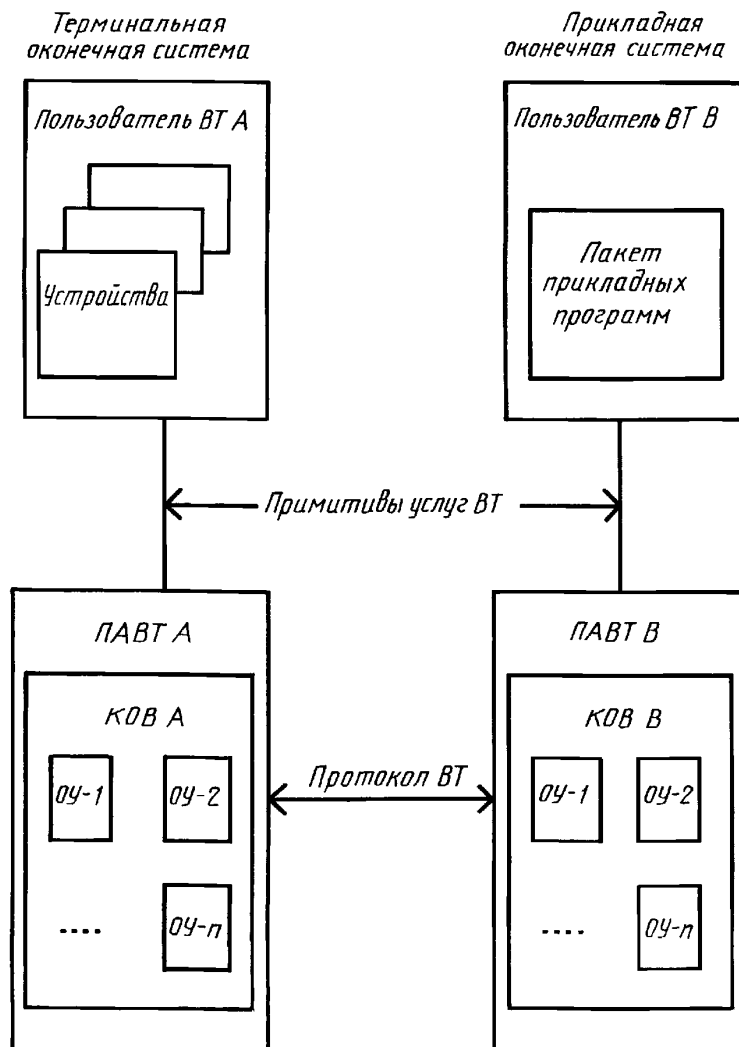 Терминальная
оконечная система
Прикладная
оконечная система
Пользователь ВТ А
Устройства
Пользователь ВТ В
Пакет
прикладных
программ
Примитивы услуг ВТ
ПАВТ А
КОВ А
ОУ-1
ОУ-2
....
ОУ-n
Протокол ВТ
ПАВТ В
КОВ В
ОУ-1
ОУ-2
....
ОУ-n